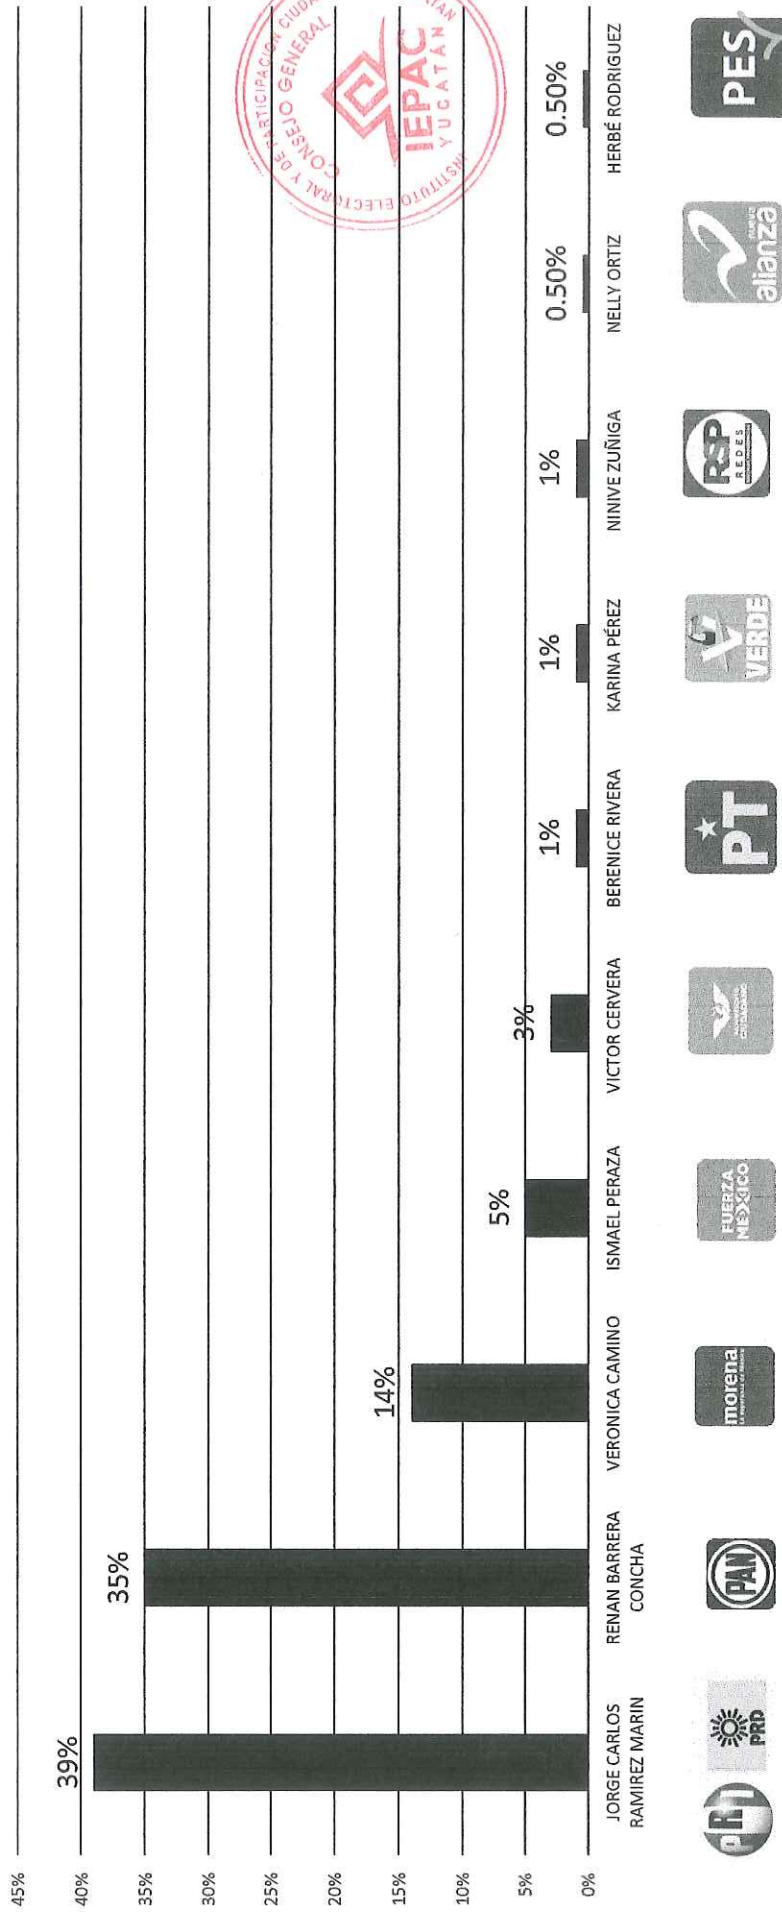 45%
40%
35%
30%
25%
20%
15%
10%
5%
0%
39%
35%
14%
5%
3%
1%
1%
1%
0.50%
0.50%
JORGE CARLOS
RAMIREZ MARIN
RENAN BARRERA
CONCHA
VERONICA CAMINO
ISMAEL PERAZA
VICTOR CERVERA
BERENICE RIVERA
KARINA PÉREZ
NINIVE ZUÑIGA
NELLY ORTIZ
HERBÉ RODRIGUEZ
PRI
PRD
PAN
morena
FUERZA
MEXICO
PT
VERDE
RSP
REDES
nueva
alianza
PES
INSTITUTO ELECTORAL Y DE PARTICIPACIÓN
CONSEJO GENERAL
IEPAC
YUCATÁN